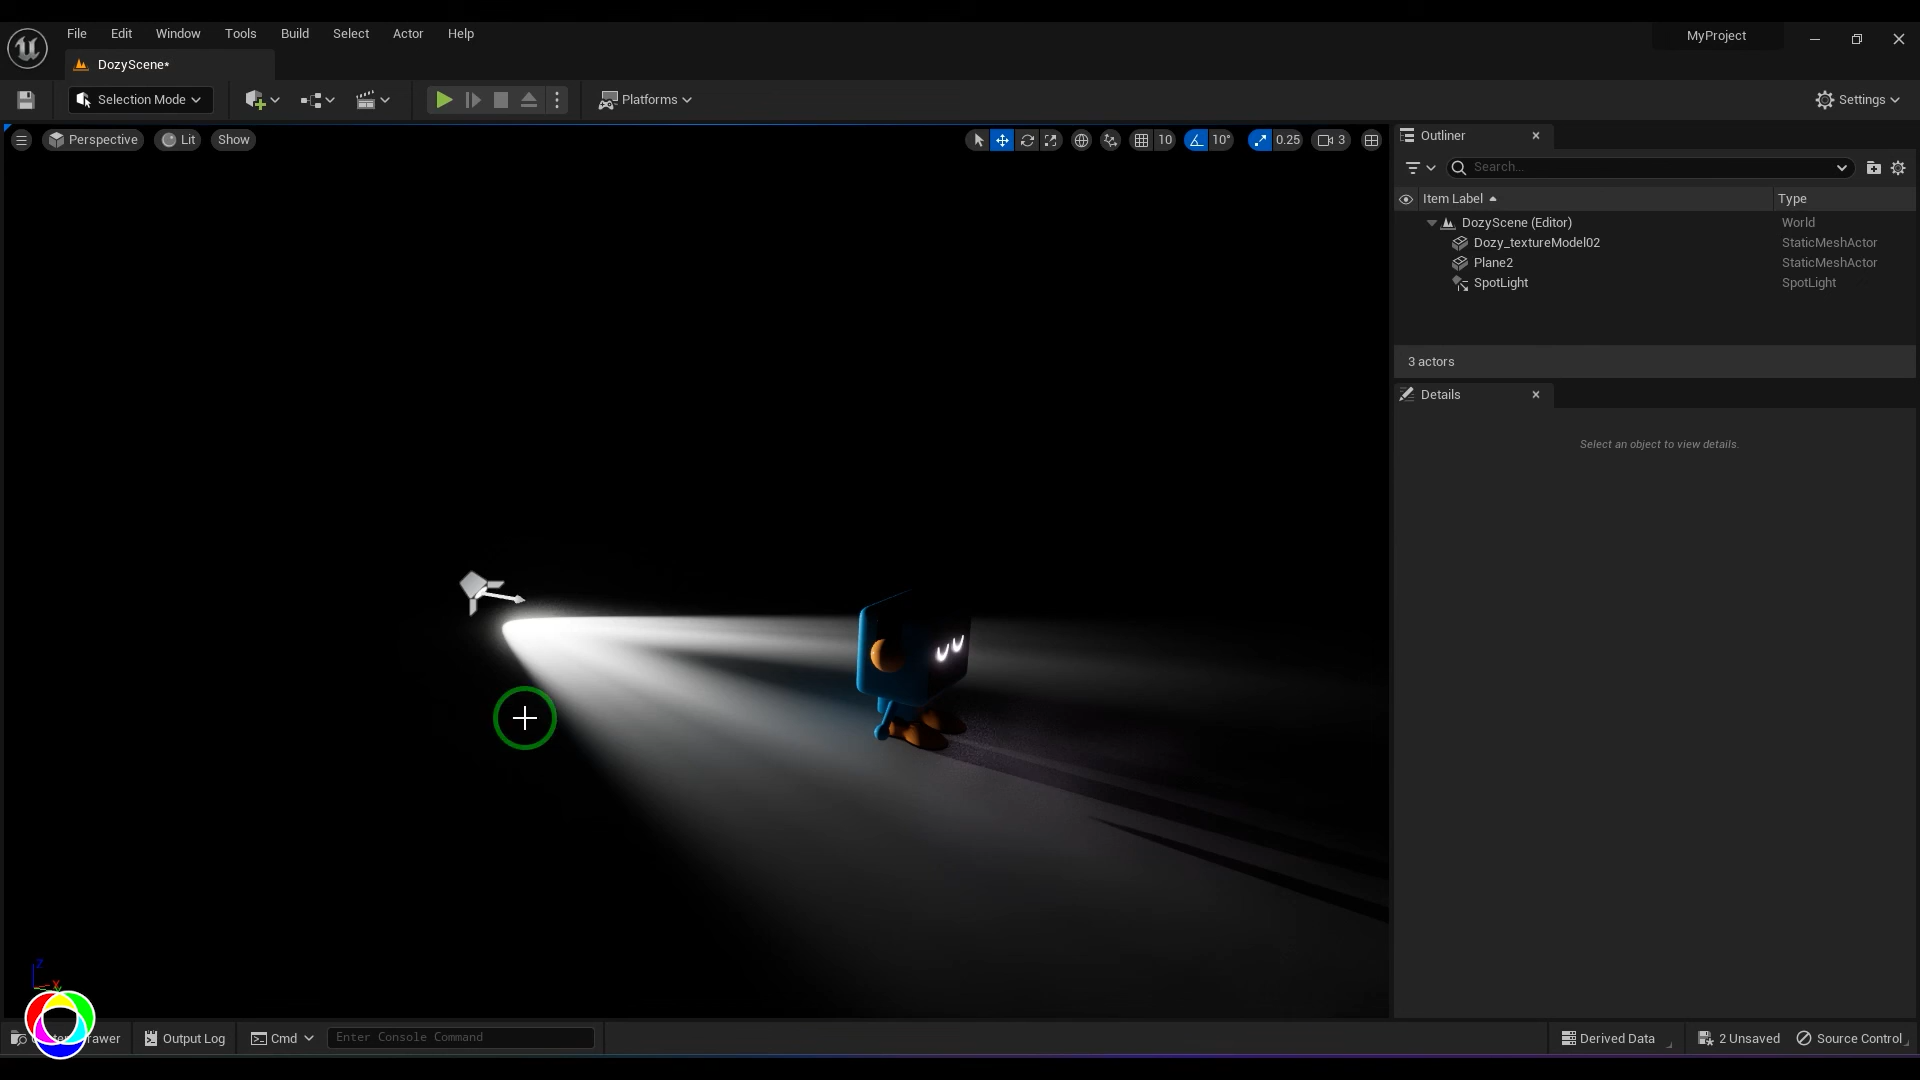 File Edit Window Tools Build Select Actor Help
MyProject
DozyScene*
Selection Mode
Platforms
Settings
Perspective Lit Show
10 10° 0.25 3
Outliner
Search...
Item Label Type
DozyScene (Editor) World
Dozy_textureModel02 StaticMeshActor
Plane2 StaticMeshActor
SpotLight SpotLight
3 actors
Details
Select an object to view details.
Z
Output Log Cmd Enter Console Command Derived Data 2 Unsaved Source Control